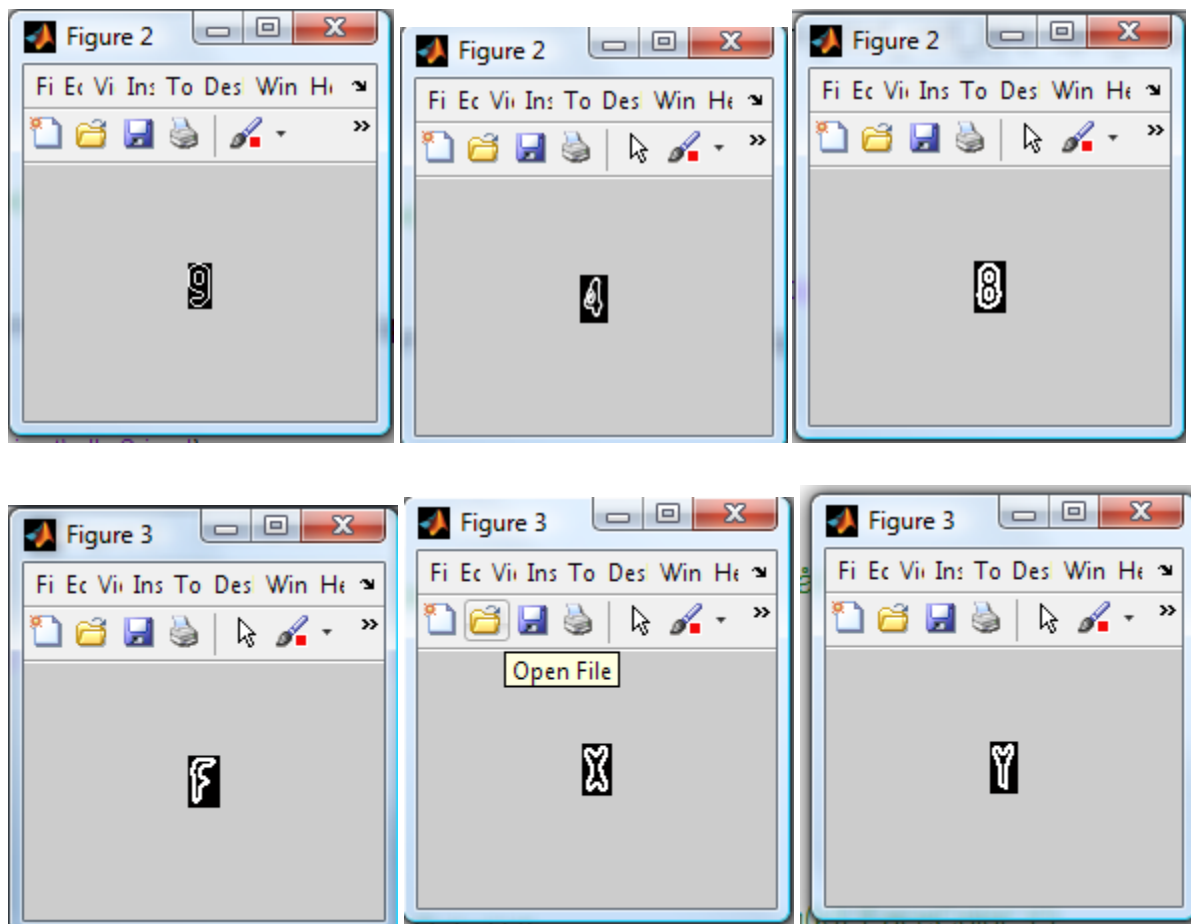 Figure 2
Fi Ec Vi Ins To Des Win H
9
Figure 2
Fi Ec Vi Ins To Des Win He
4
Figure 2
Fi Ec Vi Ins To Des Win He
8
Figure 3
Fi Ec Vi Ins To Des Win He
F
Figure 3
Fi Ec Vi Ins To Des Win He
Open File
X
Figure 3
Fi Ec Vi Ins To Des Win He
Y